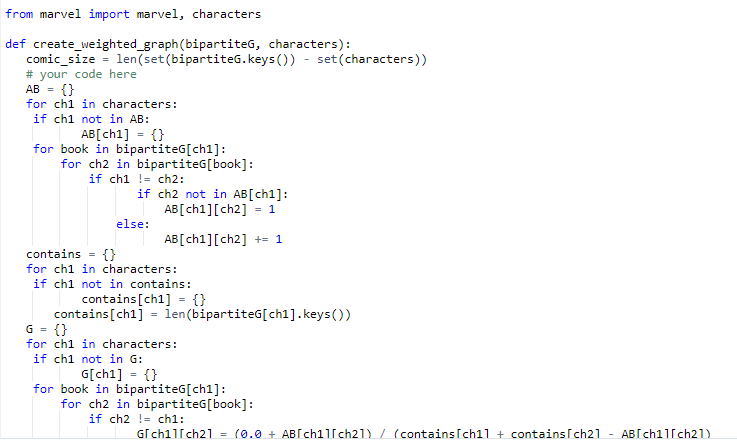 from marvel import marvel, characters
def create_weighted_graph(bipartiteG, characters):
comic_size = len(set(bipartiteG.keys()) - set(characters))
# your code here
AB = {}
for ch1 in characters:
if ch1 not in AB:
AB[ch1] = {}
for book in bipartiteG[ch1]:
for ch2 in bipartiteG[book]:
if ch1 != ch2:
if ch2 not in AB[ch1]:
AB[ch1][ch2] = 1
else:
AB[ch1][ch2] += 1
contains = {}
for ch1 in characters:
if ch1 not in contains:
contains[ch1] = {}
contains[ch1] = len(bipartiteG[ch1].keys())
G = {}
for ch1 in characters:
if ch1 not in G:
G[ch1] = {}
for book in bipartiteG[ch1]:
for ch2 in bipartiteG[book]:
if ch2 != ch1:
G[ch1][ch2] = (0.0 + AB[ch1][ch2]) / (contains[ch1] + contains[ch2] - AB[ch1][ch2])